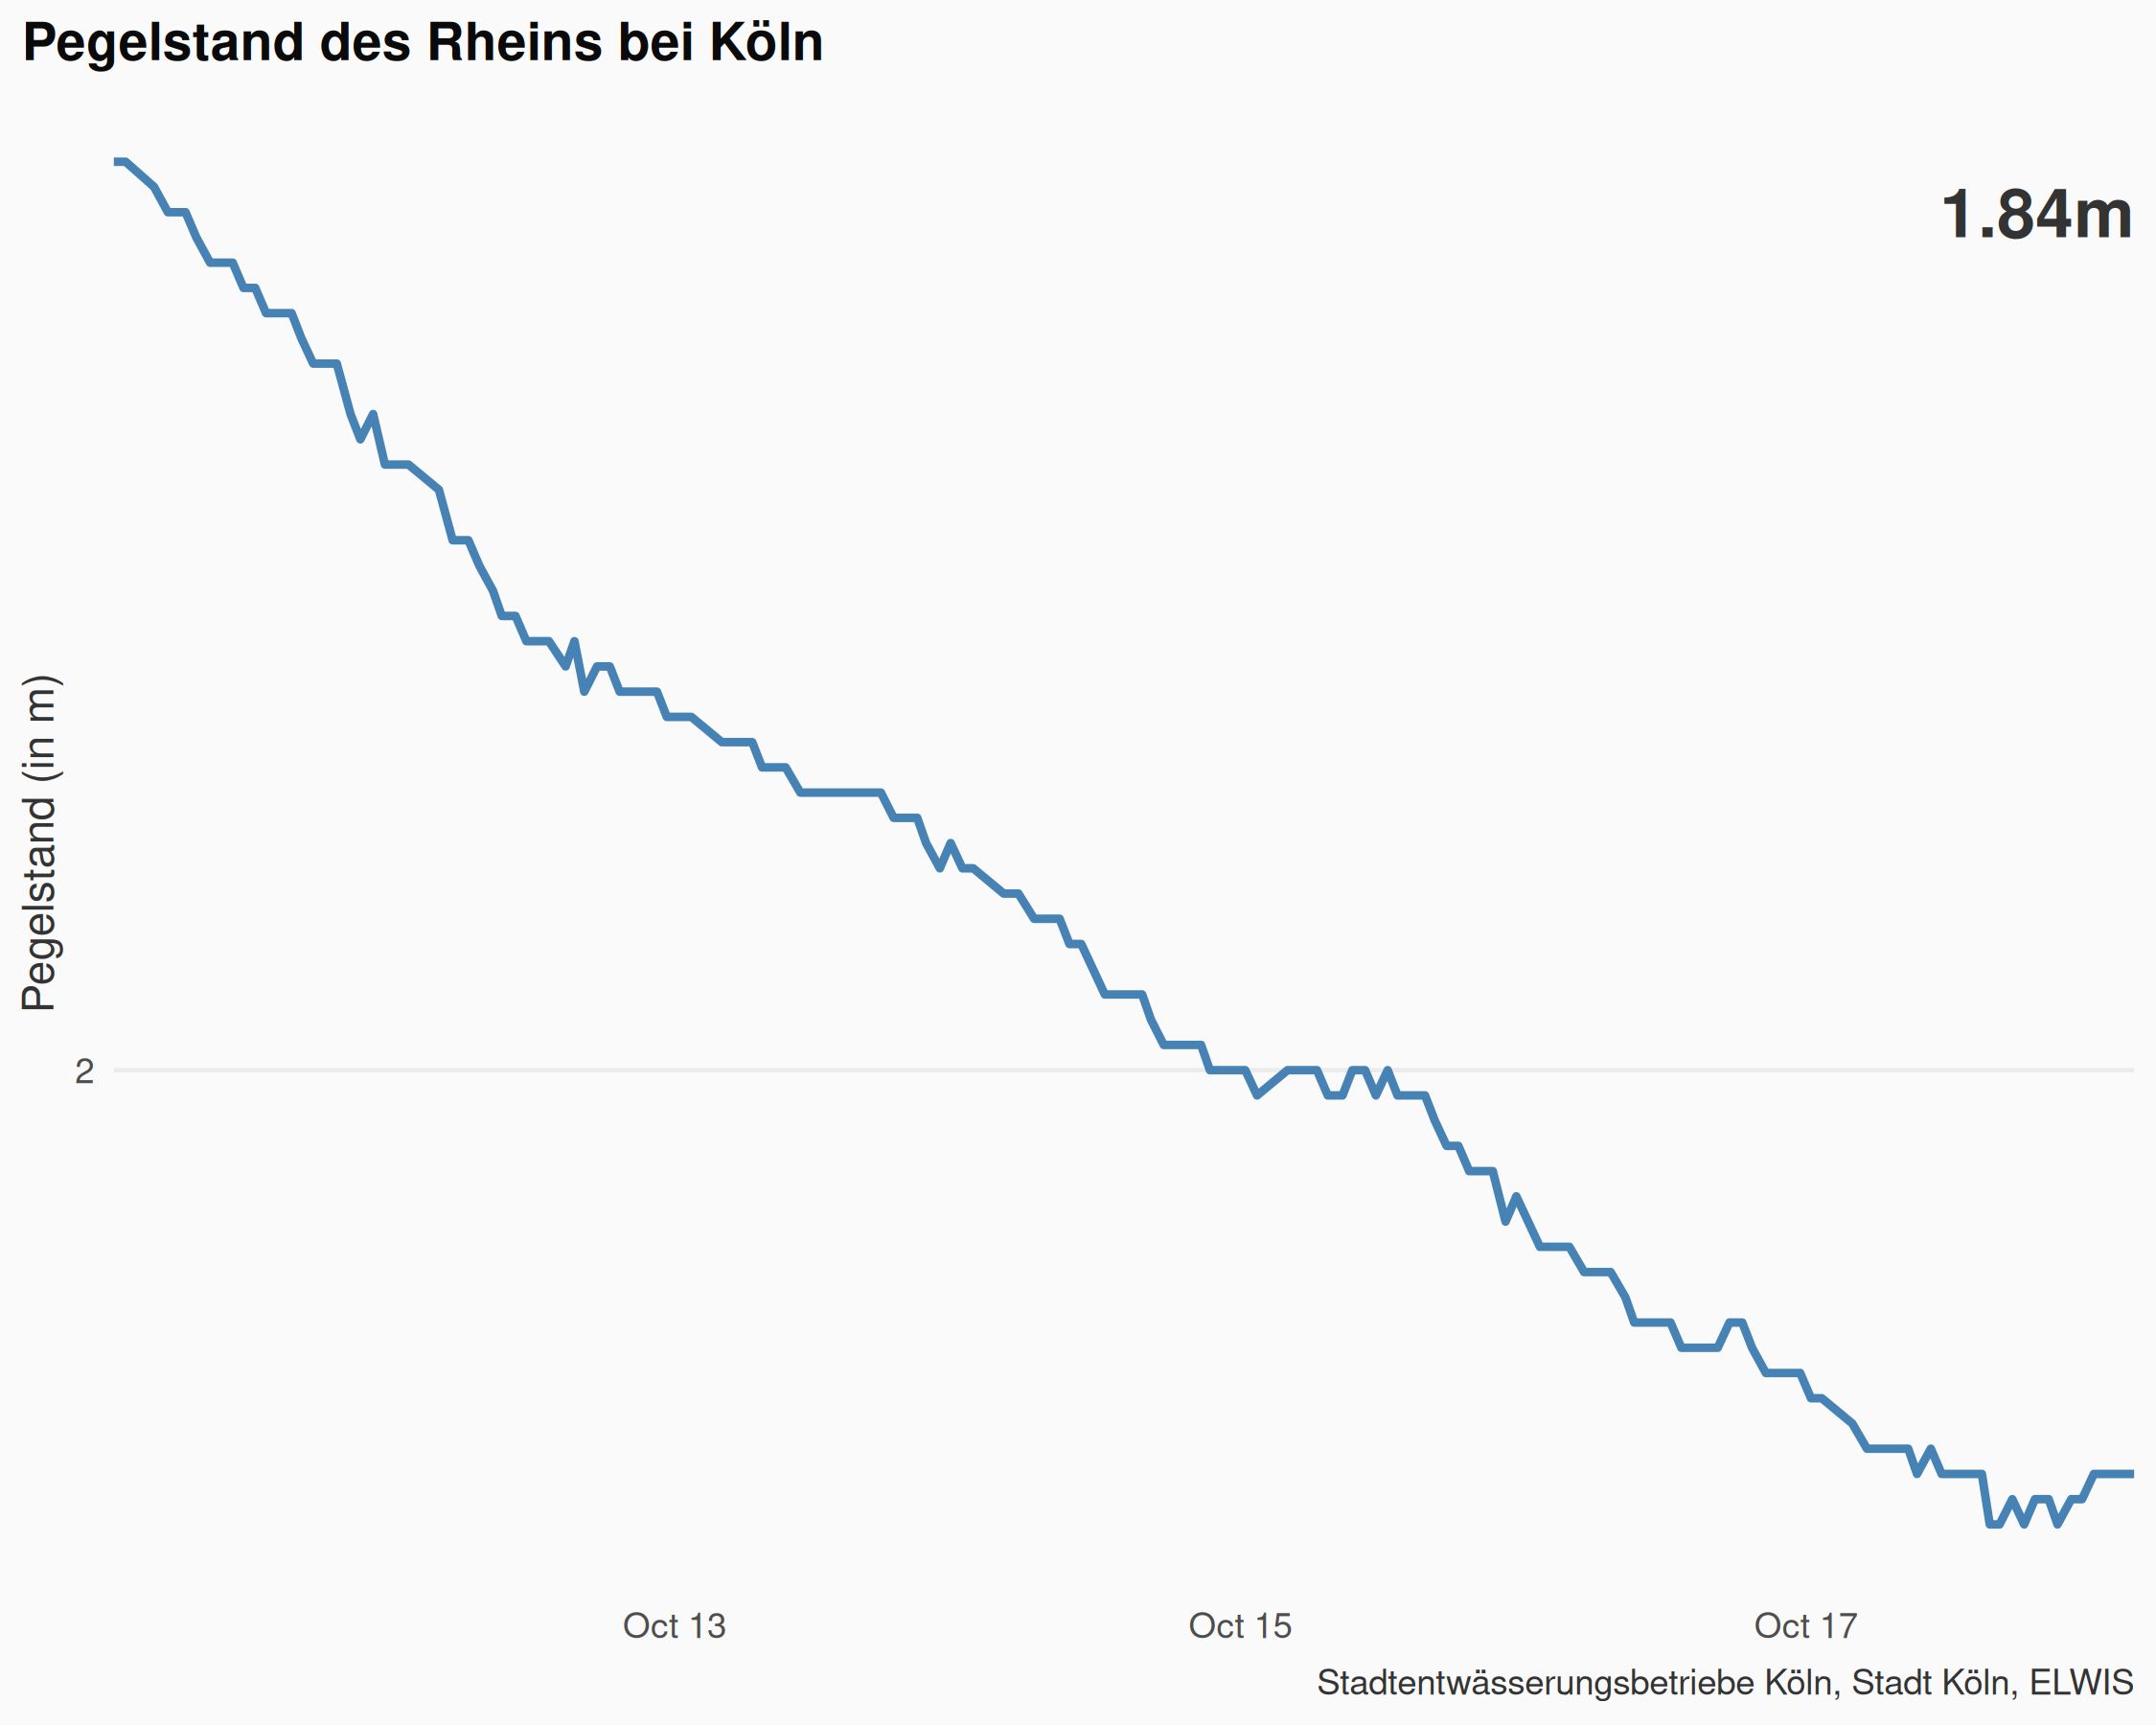 Pegelstand des Rheins bei Köln
1.84m
Pegelstand (in m)
2
Oct 13
Oct 15
Oct 17
Stadtentwässerungsbetriebe Köln, Stadt Köln, ELWIS